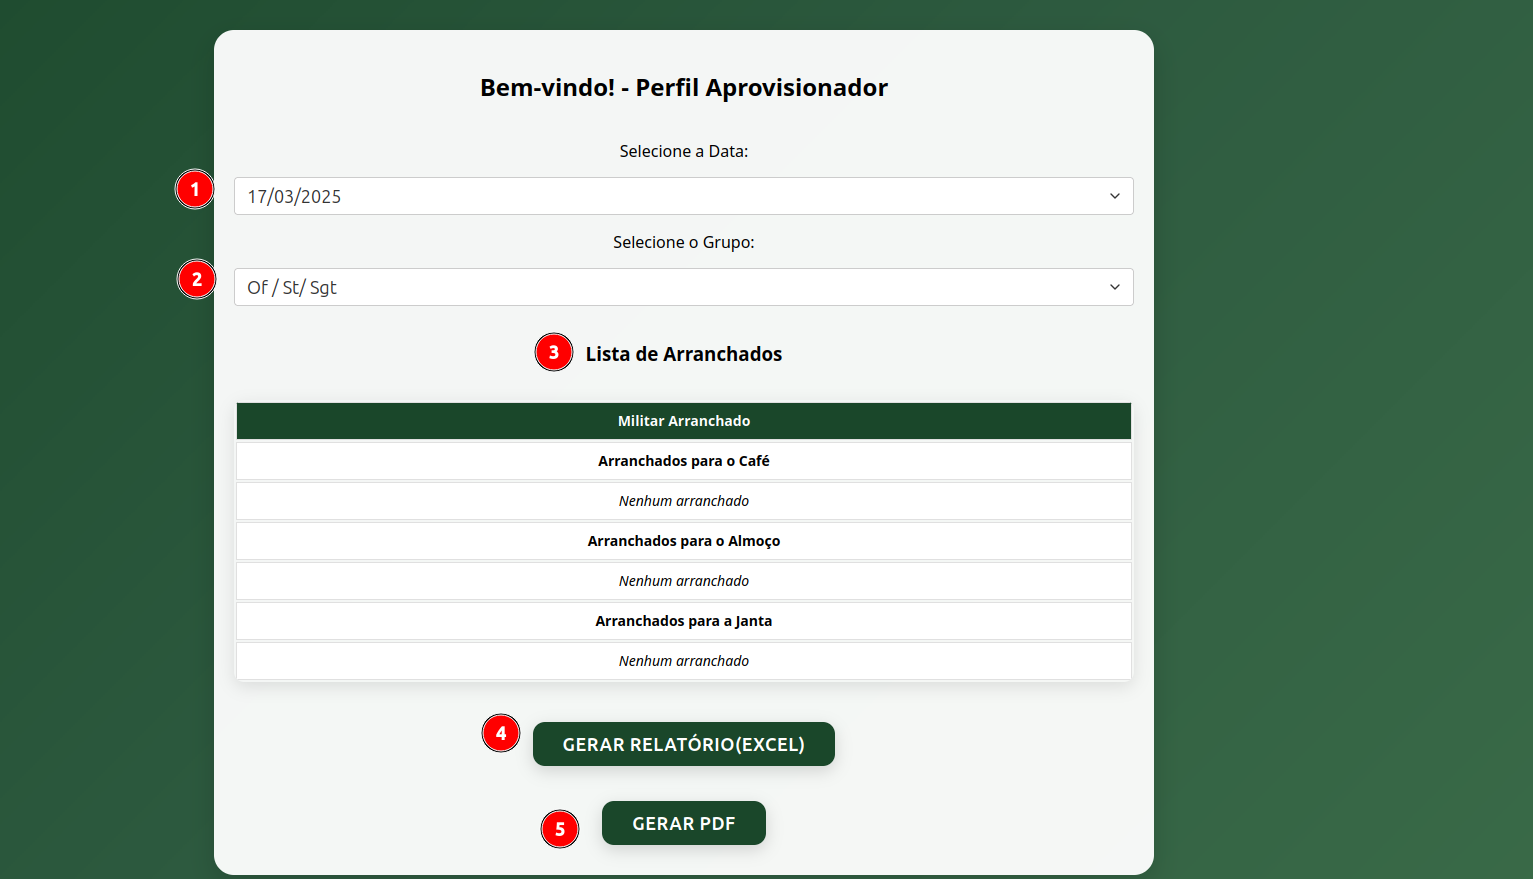 Bem-vindo! - Perfil Aprovisionador
Selecione a Data:
1
17/03/2025
Selecione o Grupo:
2
Of / St/ Sgt
3 Lista de Arranchados
Militar Arranchado
Arranchados para o Café
Nenhum arranchado
Arranchados para o Almoço
Nenhum arranchado
Arranchados para a Janta
Nenhum arranchado
4 GERAR RELATÓRIO(EXCEL)
5 GERAR PDF